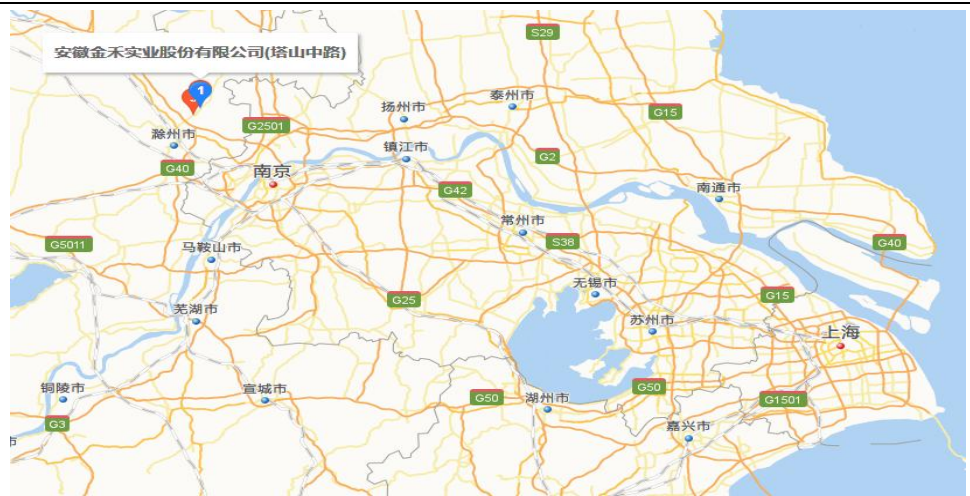 S29
安徽金禾实业股份有限公司(塔山中路)
1
泰州市
扬州市
G15
G2501
滁州市
镇江市
G2
G40
南京
G42
南通市
常州市
S38
G5011
马鞍山市
G40
无锡市
G25
G15
芜湖市
苏州市
上海
铜陵市
宣城市
G50
G50
湖州市
G1501
G3
嘉兴市
市